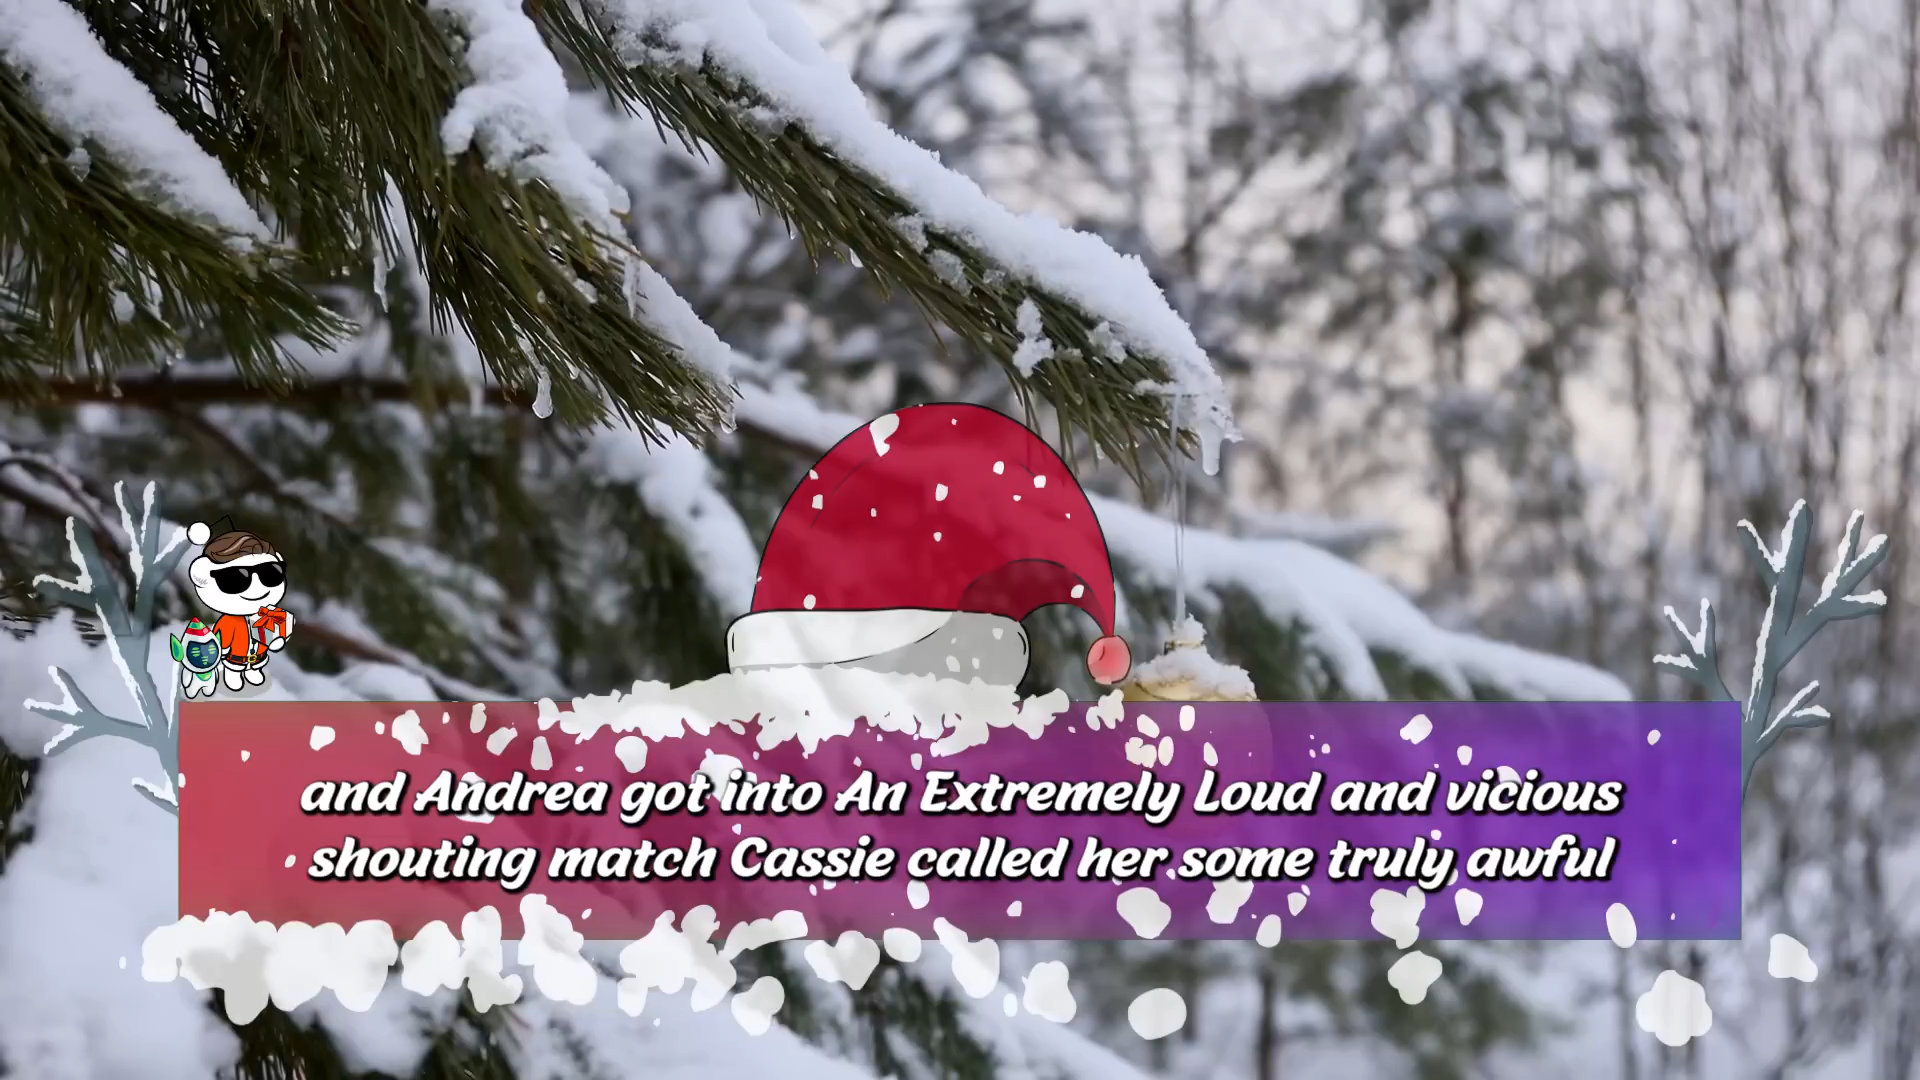 and Andrea got into An Extremely Loud and vicious
shouting match Cassie called her some truly awful